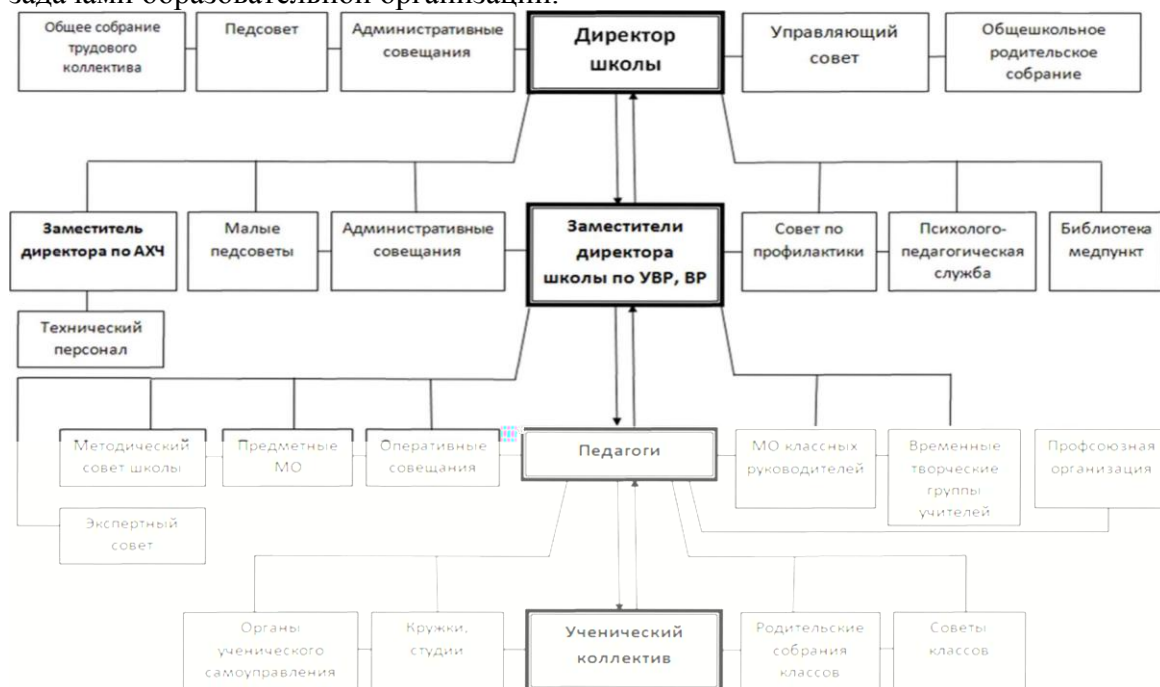 задачами образовательной организации.
Общее собрание
трудового
коллектива
Педсовет
Административные
совещания
Директор
школы
Управляющий
совет
Общешкольное
родительское
собрание
Заместитель
директора по АХЧ
Малые
педсоветы
Административные
совещания
Заместители
директора
школы по УВР, ВР
Совет по
профилактики
Психолого-
педагогическая
служба
Библиотека
медпункт
Технический
персонал
Методический
совет школы
Предметные
МО
Оперативные
совещания
Педагоги
МО классных
руководителей
Временные
творческие
группы
учителей
Профсоюзная
организация
Экспертный
совет
Органы
ученического
самоуправления
Кружки,
студии
Ученический
коллектив
Родительские
собрания
классов
Советы
классов